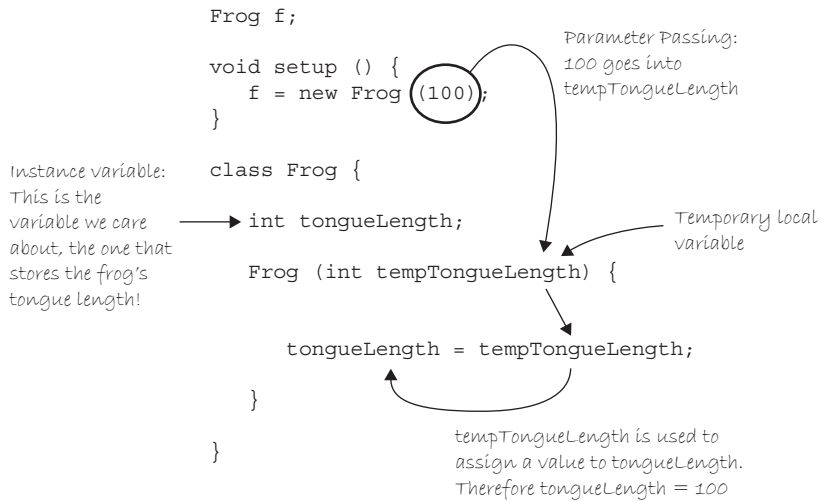 Frog f;
void setup () {
f = new Frog (100);
}
Parameter Passing:
100 goes into
tempTongueLength
Instance variable:
This is the
variable we care
about, the one that
stores the frog's
tongue length!
class Frog {
int tongueLength;
Temporary local
variable
Frog (int tempTongueLength) {
tongueLength = tempTongueLength;
}
}
tempTongueLength is used to
assign a value to tongueLength.
Therefore tongueLength = 100